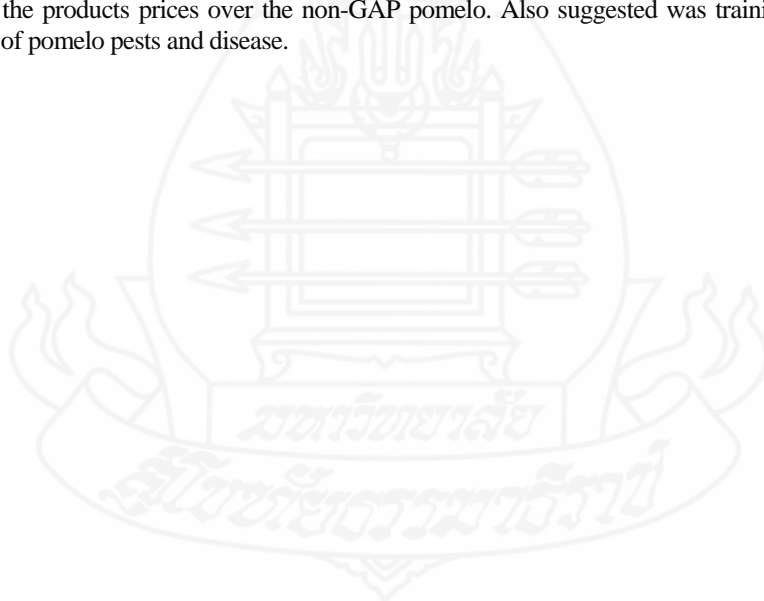 the products prices over the non-GAP pomelo. Also suggested was traini
of pomelo pests and disease.
มหาวิทยาลัย
สุโขทัยธรรมาธิราช